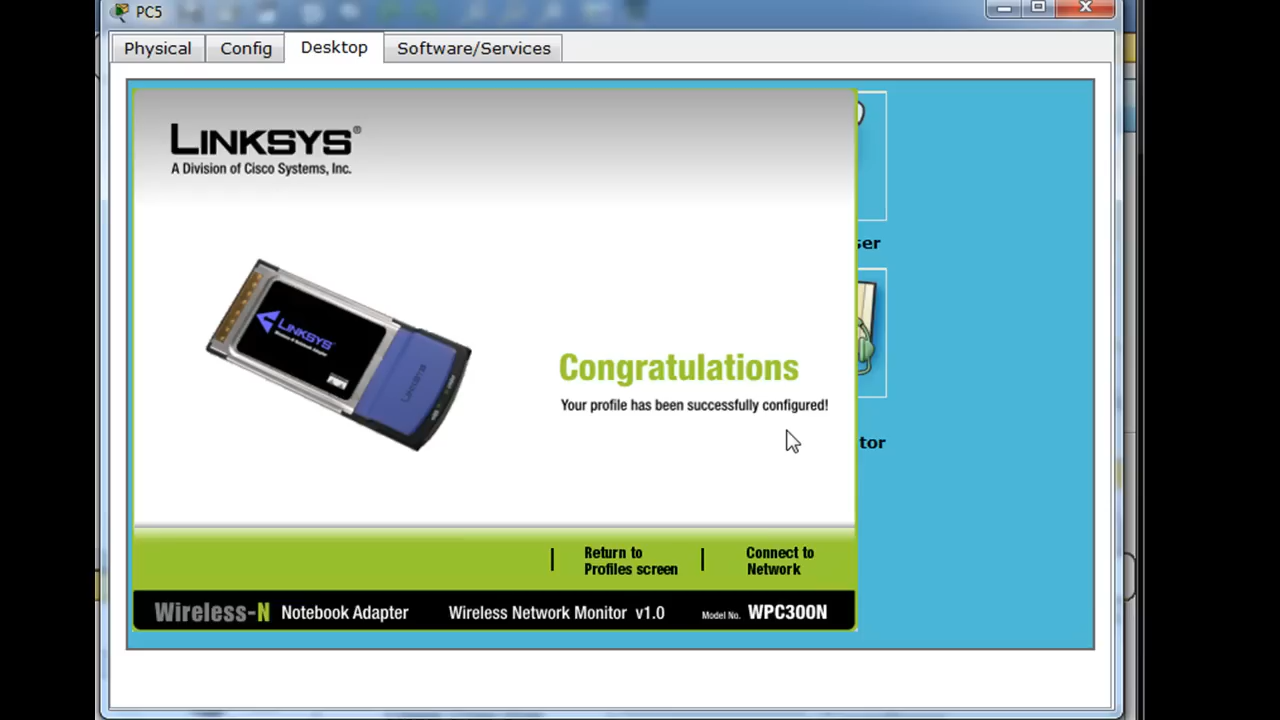 PC5
Physical
Config
Desktop
Software/Services
LINKSYS®
A Division of Cisco Systems, Inc.
ser
LINKSYS
Congratulations
Your profile has been successfully configured!
tor
Return to
Profiles screen
Connect to
Network
Wireless-N Notebook Adapter
Wireless Network Monitor v1.0
Model No. WPC300N